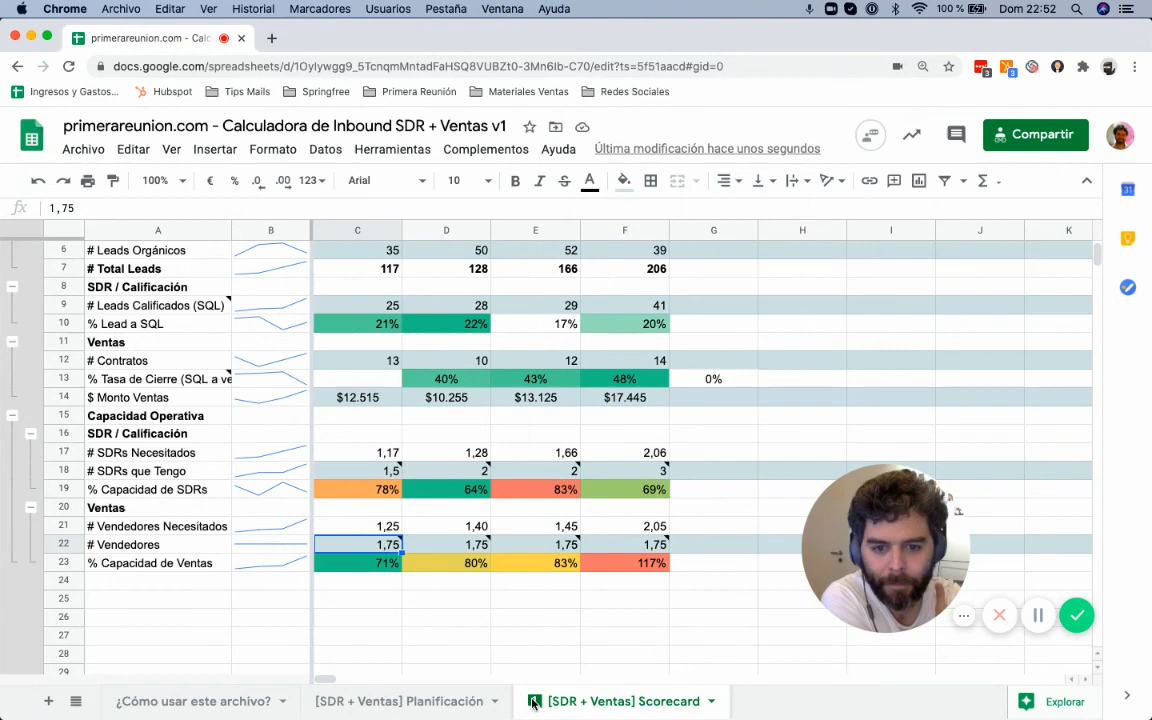 Chrome Archivo Editar Ver Historial Marcadores Usuarios Pestaña Ventana Ayuda 100 % Dom 22:52
primerareunion.com - Calc
docs.google.com/spreadsheets/d/1Oylywgg9_5TcnqmMntadFaHSQ8VUBZt0-3Mn6Ib-C70/edit?ts=5f51aacd#gid=0 3 3
Ingresos y Gastos... Hubspot Tips Mails Springfree Primera Reunión Materiales Ventas Redes Sociales
primerareunion.com - Calculadora de Inbound SDR + Ventas v1 Compartir
Archivo Editar Ver Insertar Formato Datos Herramientas Complementos Ayuda Última modificación hace unos segundos
100% € % .0 .00 123 Arial 10 B I S A Σ
fx 1,75
A B C D E F G H I J K
6 # Leads Orgánicos 35 50 52 39
7 # Total Leads 117 128 166 206
8 SDR / Calificación
9 # Leads Calificados (SQL) 25 28 29 41
10 % Lead a SQL 21% 22% 17% 20%
11 Ventas
12 # Contratos 13 10 12 14
13 % Tasa de Cierre (SQL a ve 40% 43% 48% 0%
14 $ Monto Ventas $12.515 $10.255 $13.125 $17.445
15 Capacidad Operativa
16 SDR / Calificación
17 # SDRs Necesitados 1,17 1,28 1,66 2,06
18 # SDRs que Tengo 1,5 2 2 3
19 % Capacidad de SDRs 78% 64% 83% 69%
20 Ventas
21 # Vendedores Necesitados 1,25 1,40 1,45 2,05
22 # Vendedores 1,75 1,75 1,75 1,75
23 % Capacidad de Ventas 71% 80% 83% 117%
24
25
26
27
28
29
¿Cómo usar este archivo? [SDR + Ventas] Planificación [SDR + Ventas] Scorecard Explorar